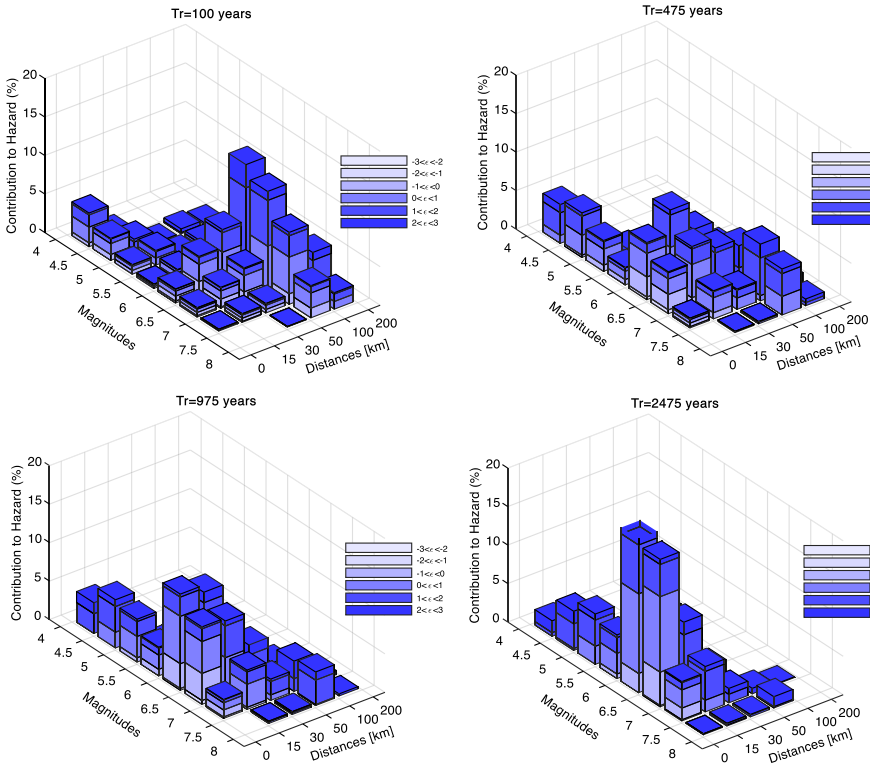 Tr=100 years
Contribution to Hazard (%)
20
15
10
5
0
4
4.5
5
5.5
6
6.5
7
7.5
8
Magnitudes
0
15
30
50
100
200
Distances [km]
-3<ε<-2
-2<ε<-1
-1<ε<0
0<ε<1
1<ε<2
2<ε<3
Tr=475 years
Contribution to Hazard (%)
20
15
10
5
0
4
4.5
5
5.5
6
6.5
7
7.5
8
Magnitudes
0
15
30
50
100
200
Distances [km]
Tr=975 years
Contribution to Hazard (%)
20
15
10
5
0
4
4.5
5
5.5
6
6.5
7
7.5
8
Magnitudes
0
15
30
50
100
200
Distances [km]
-3<ε<-2
-2<ε<-1
-1<ε<0
0<ε<1
1<ε<2
2<ε<3
Tr=2475 years
Contribution to Hazard (%)
20
15
10
5
0
4
4.5
5
5.5
6
6.5
7
7.5
8
Magnitudes
0
15
30
50
100
200
Distances [km]